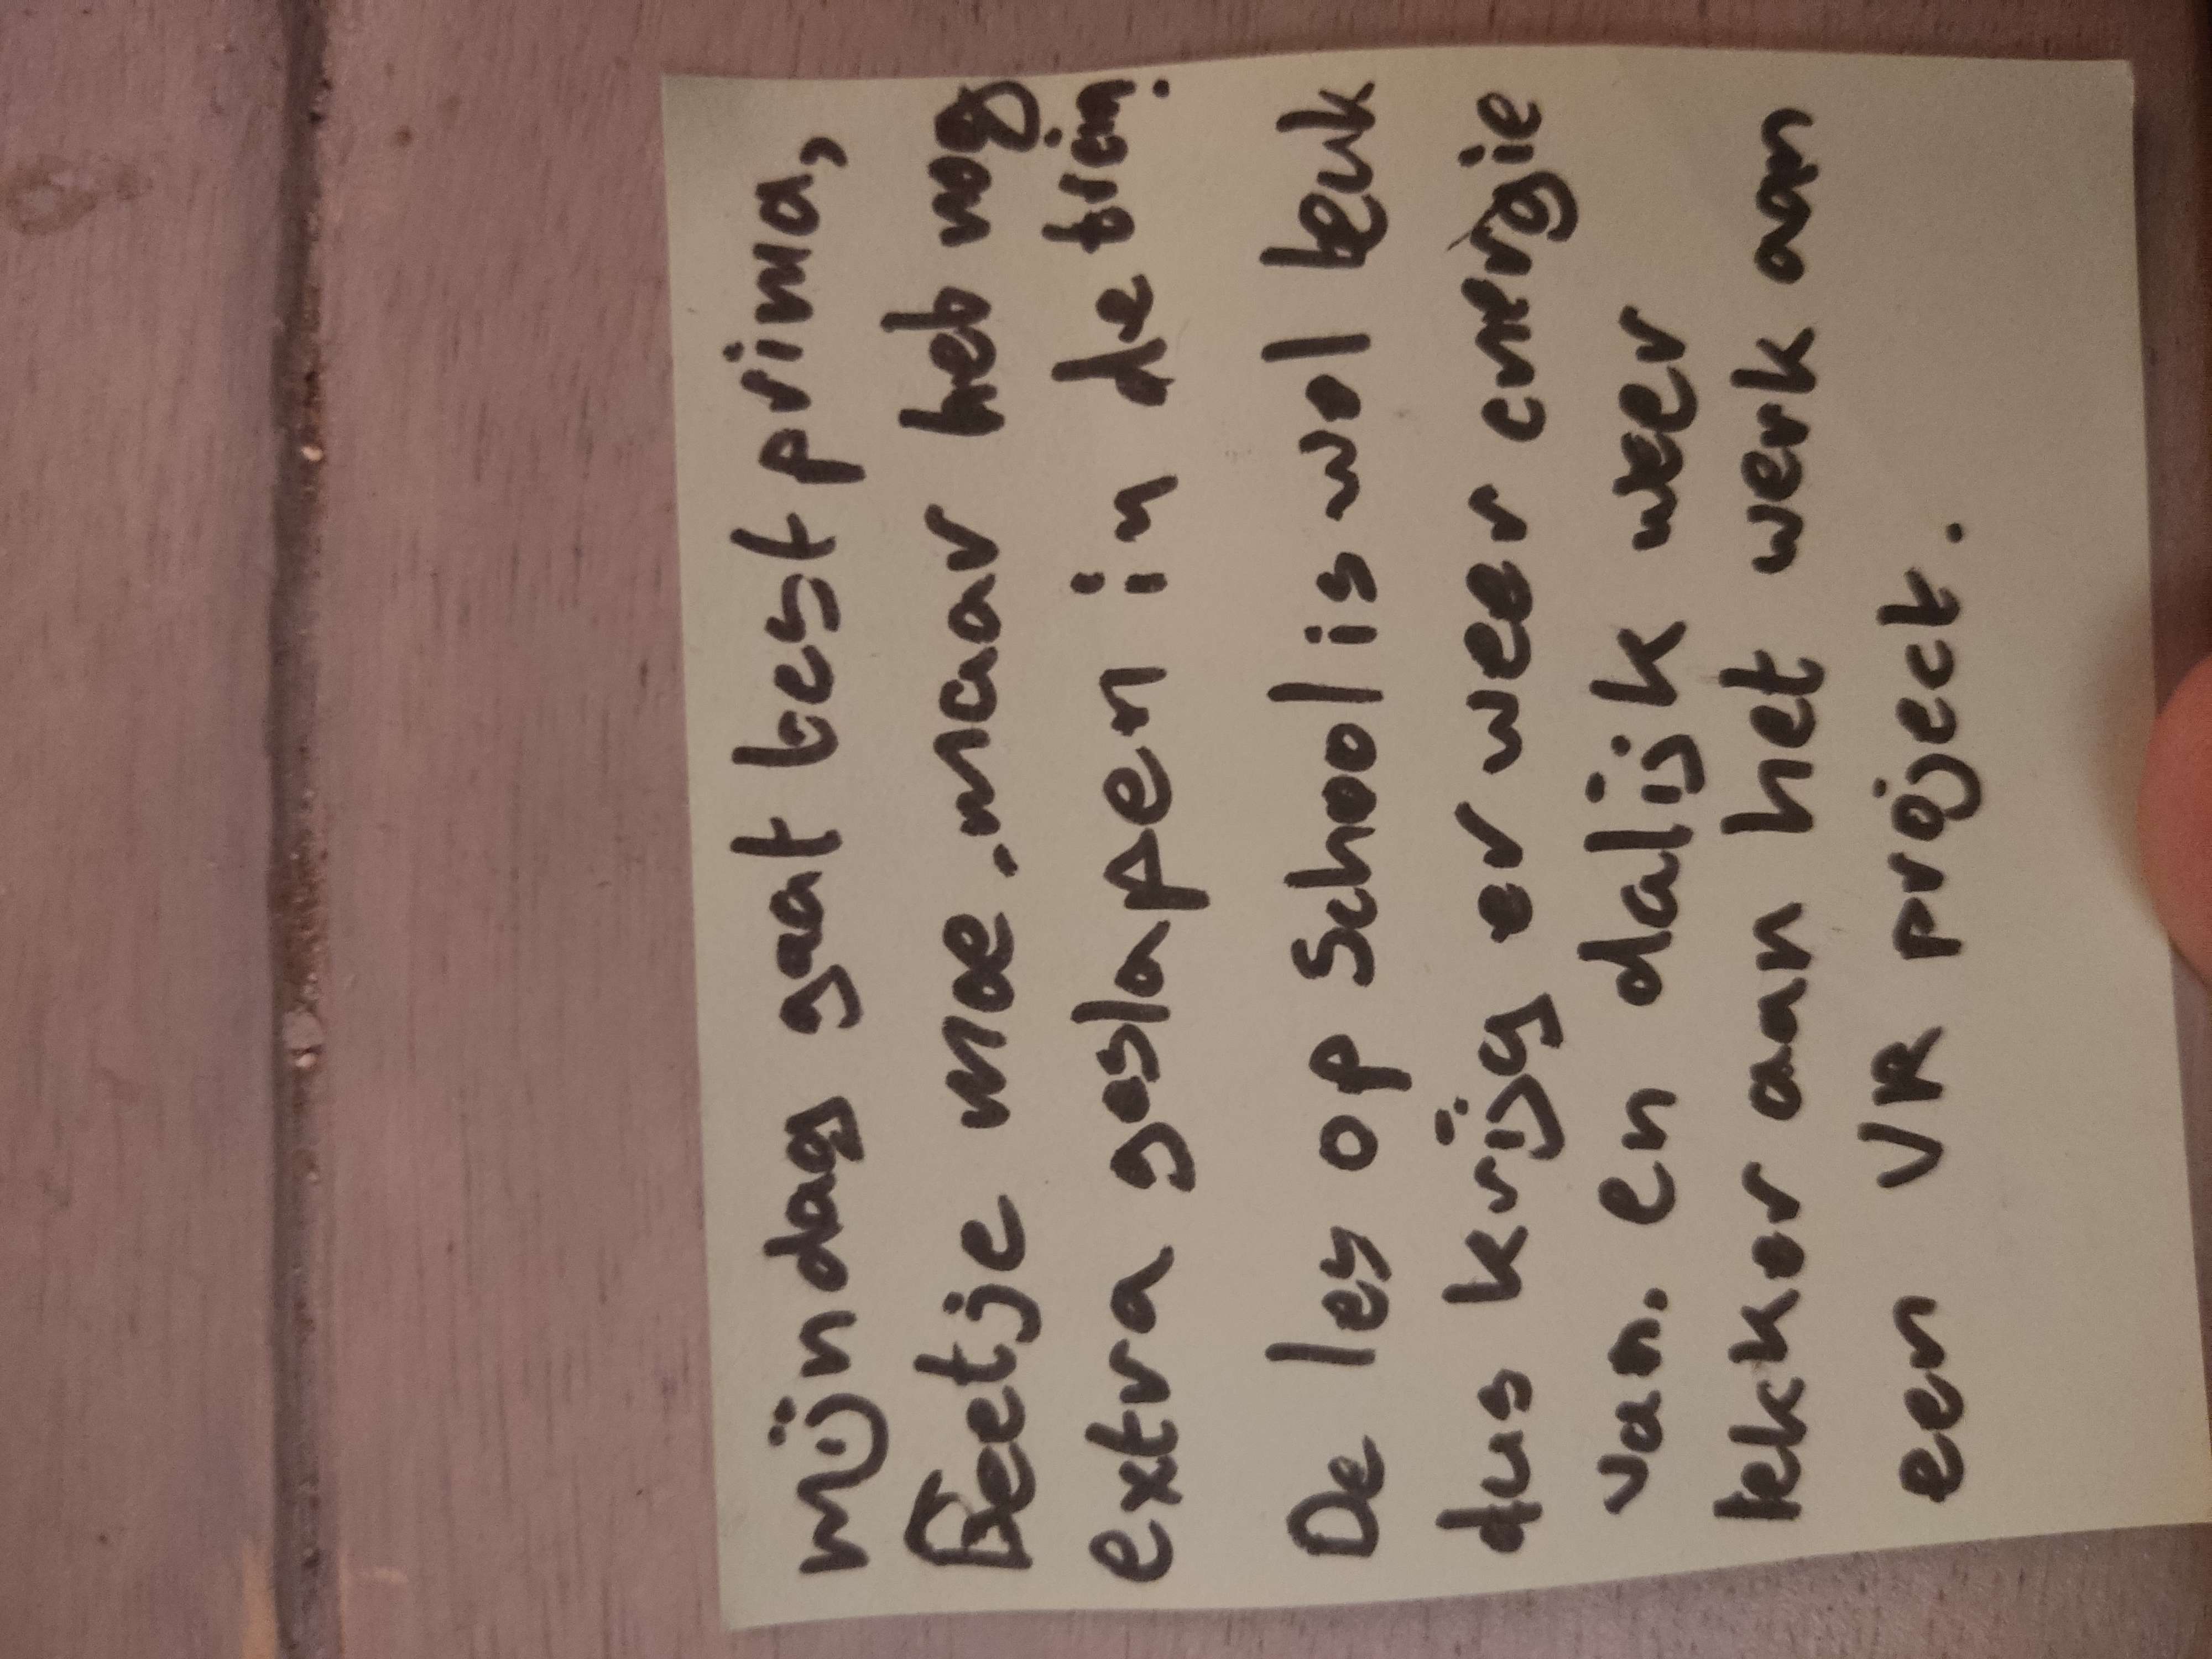 Mijn dag gaat best prima,
Beetje moe. maar heb nog
extra geslapen in de trein.
De les op School is wel leuk
dus krijg er weer energie
van. en dalijk weer
lekker aan het werk aan
een VR project.